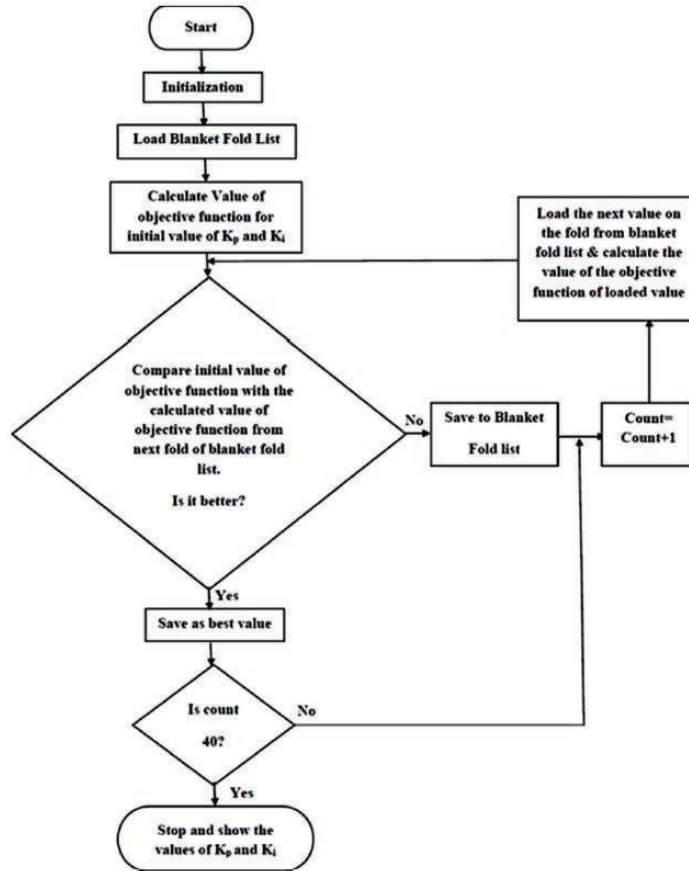 Start
Initialization
Load Blanket Fold List
Calculate Value of
objective function for
initial value of Kp and Ki
Load the next value on
the fold from blanket
fold list & calculate the
value of the objective
function of loaded value
Compare initial value of
objective function with the
calculated value of
objective function from
next fold of blanket fold
list.
Is it better?
No
Save to Blanket
Fold list
Count=
Count+1
Yes
Save as best value
Is count
40?
No
Yes
Stop and show the
values of Kp and Ki